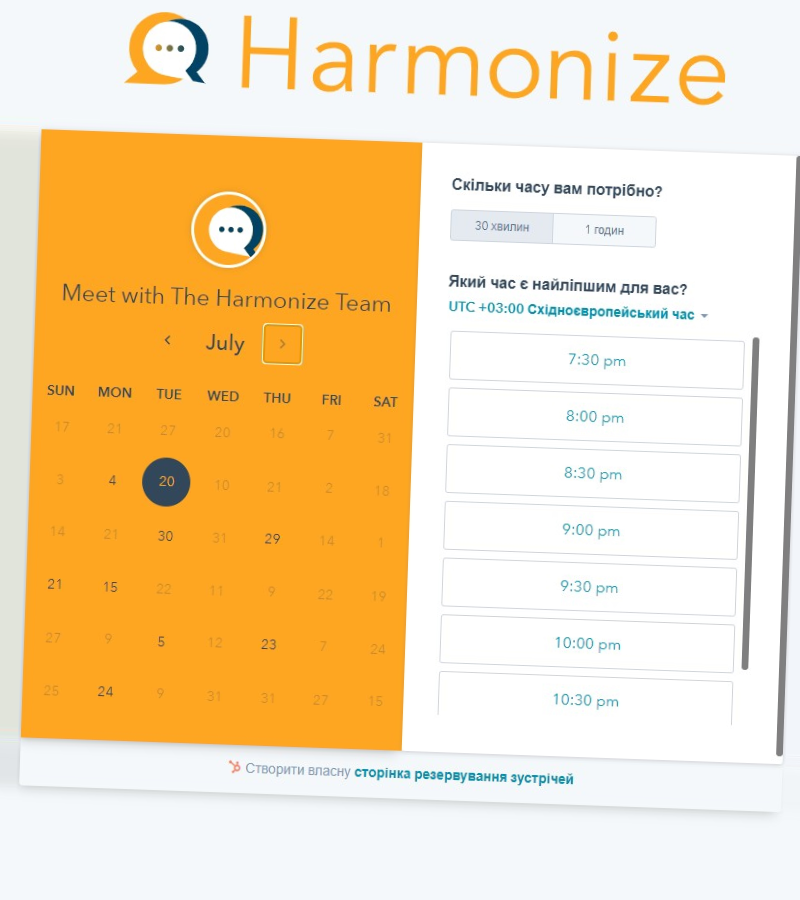 Harmonize
Meet with The Harmonize Team
July
SUN MON TUE WED THU FRI SAT
17 21 27 20 16 7 31
3 4 20 10 21 2 18
14 21 30 31 29 14 1
21 15 22 11 9 22 19
27 9 5 12 23 7 24
25 24 9 31 31 27 15
Скільки часу вам потрібно?
30 хвилин 1 годин
Який час є найліпшим для вас?
UTC +03:00 Східноєвропейський час
7:30 pm
8:00 pm
8:30 pm
9:00 pm
9:30 pm
10:00 pm
10:30 pm
Створити власну сторінка резервування зустрічей